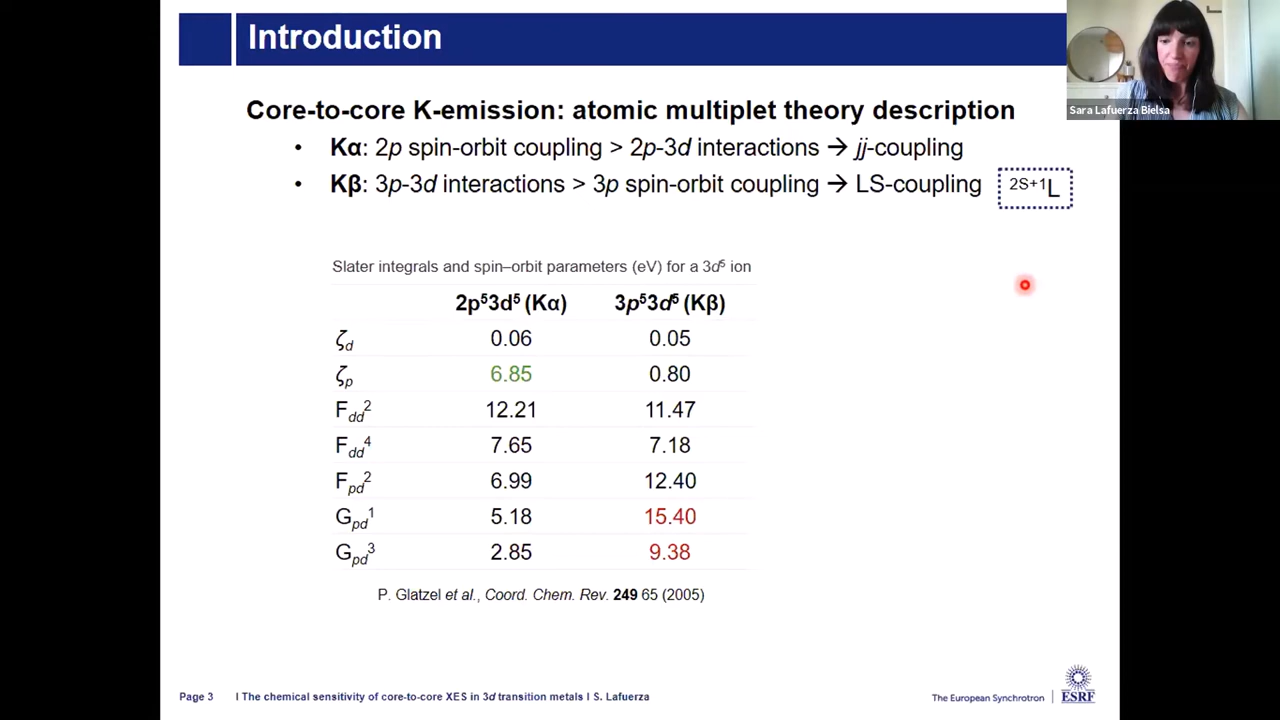 Introduction
Sara Lafuerza Bielsa
Core-to-core K-emission: atomic multiplet theory description
• Kα: 2p spin-orbit coupling > 2p-3d interactions → jj-coupling
• Kβ: 3p-3d interactions > 3p spin-orbit coupling → LS-coupling
2S+1L
Slater integrals and spin–orbit parameters (eV) for a 3d⁵ ion
2p⁵3d⁵ (Kα) 3p⁵3d⁵ (Kβ)
ζd 0.06 0.05
ζp 6.85 0.80
Fdd² 12.21 11.47
Fdd⁴ 7.65 7.18
Fpd² 6.99 12.40
Gpd¹ 5.18 15.40
Gpd³ 2.85 9.38
P. Glatzel et al., Coord. Chem. Rev. 249 65 (2005)
Page 3 I The chemical sensitivity of core-to-core XES in 3d transition metals I S. Lafuerza
The European Synchrotron
ESRF